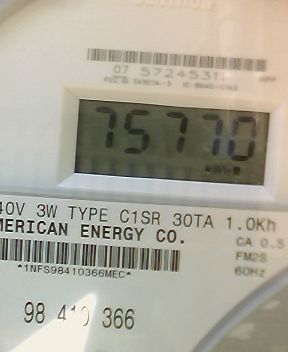 07 5724531
75770
40V 3W TYPE C1SR 30TA 1.0Kh
MERICAN ENERGY CO.
CA 0.5
*1NFS98410366MEC*
FM2S
60Hz
98 410 366